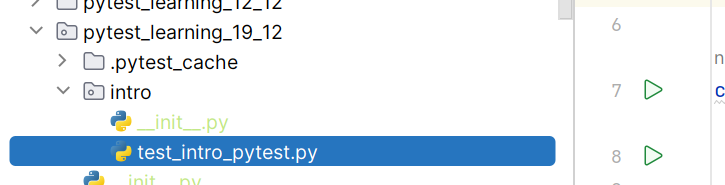 pytest_learning_12_12
pytest_learning_19_12
.pytest_cache
intro
__init__.py
test_intro_pytest.py
__init__.py
6
n
7
c
8